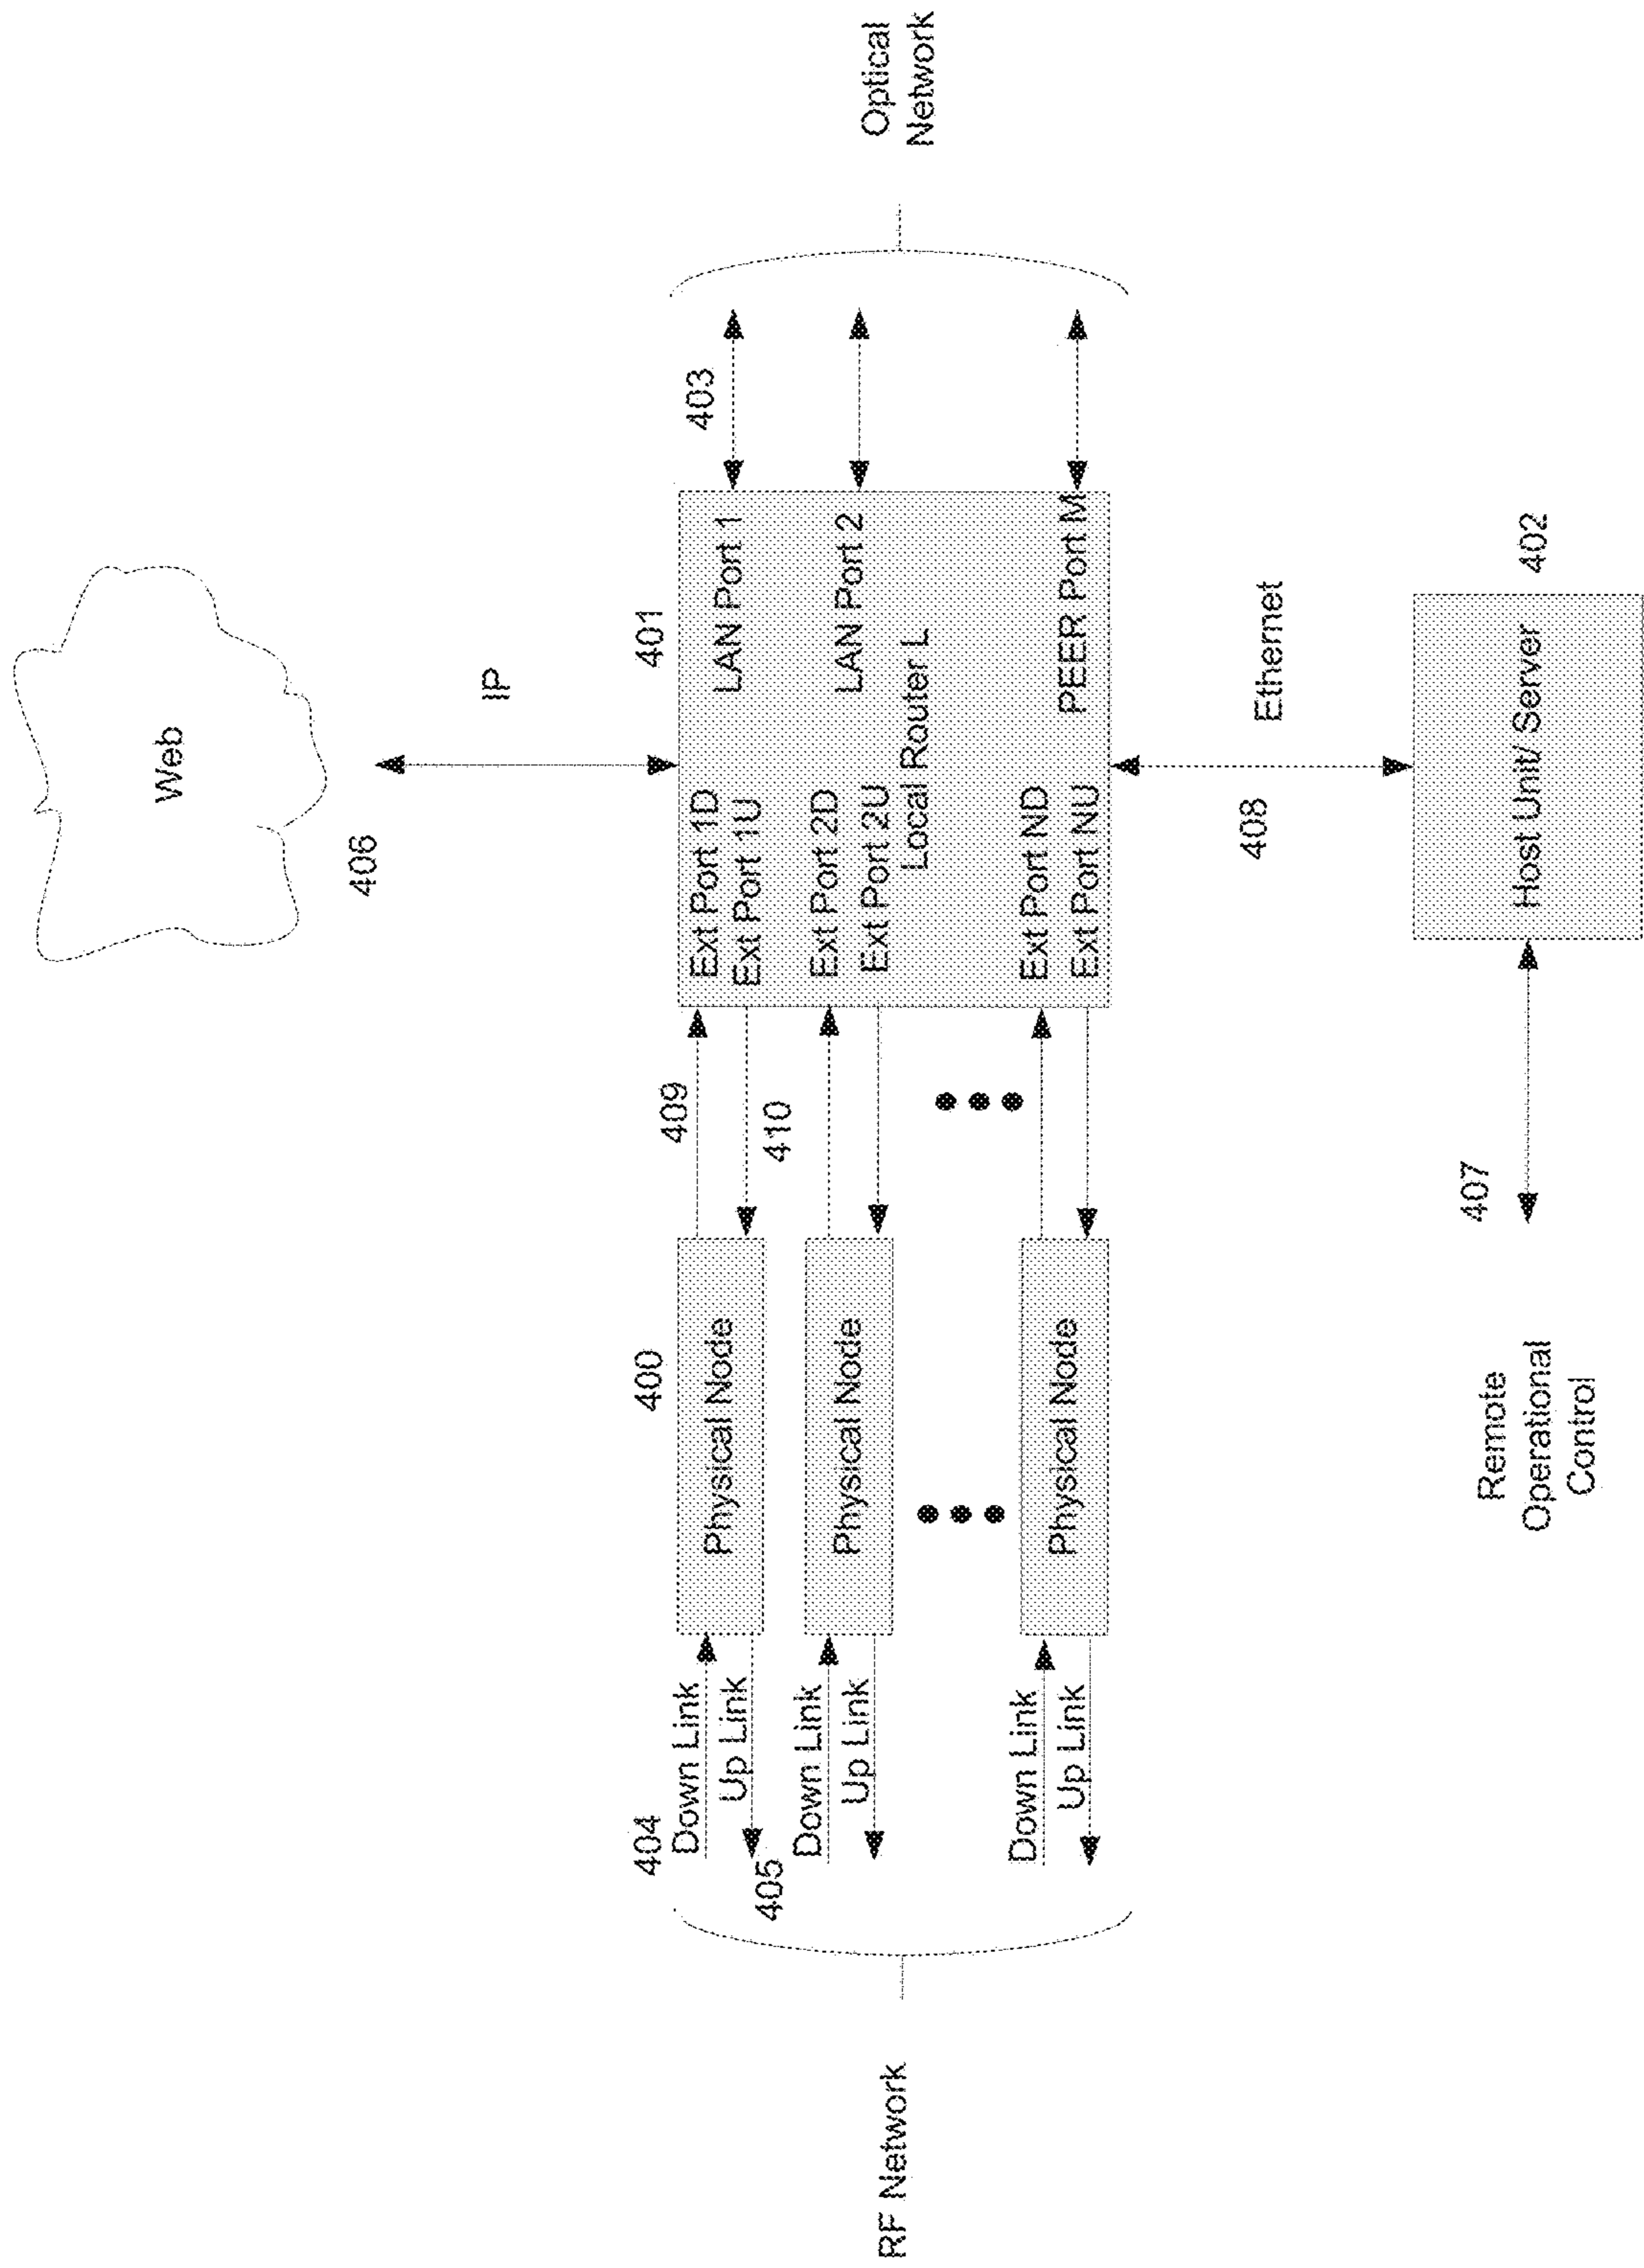 Web
406
IP
401
Ext Port 1D
Ext Port 1U
Ext Port 2D
Ext Port 2U
Local Router L
Ext Port ND
Ext Port NU
LAN Port 1
LAN Port 2
PEER Port M
403
Optical
Network
409
410
400
Physical Node
Physical Node
Physical Node
404
Down Link
Up Link
405
Down Link
Up Link
Down Link
Up Link
RF Network
408
Ethernet
Host Unit/ Server
402
407
Remote
Operational
Control